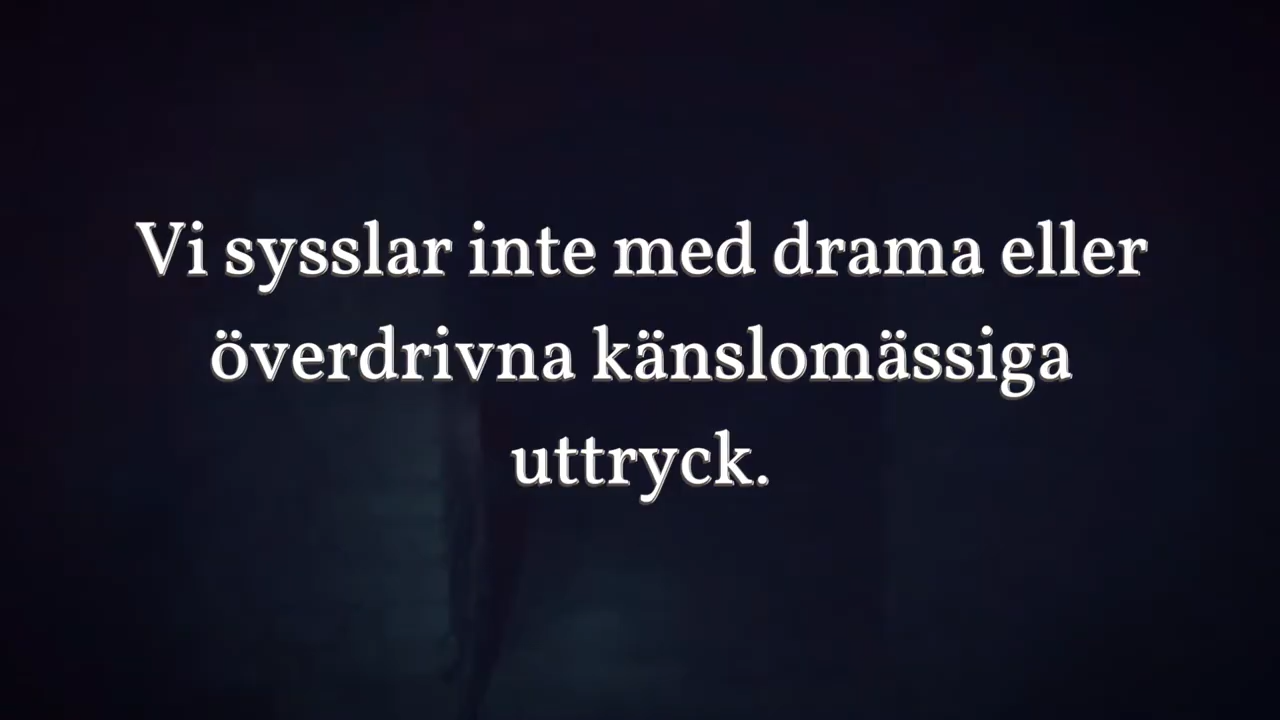 Vi sysslar inte med drama eller
överdrivna känslomässiga
uttryck.